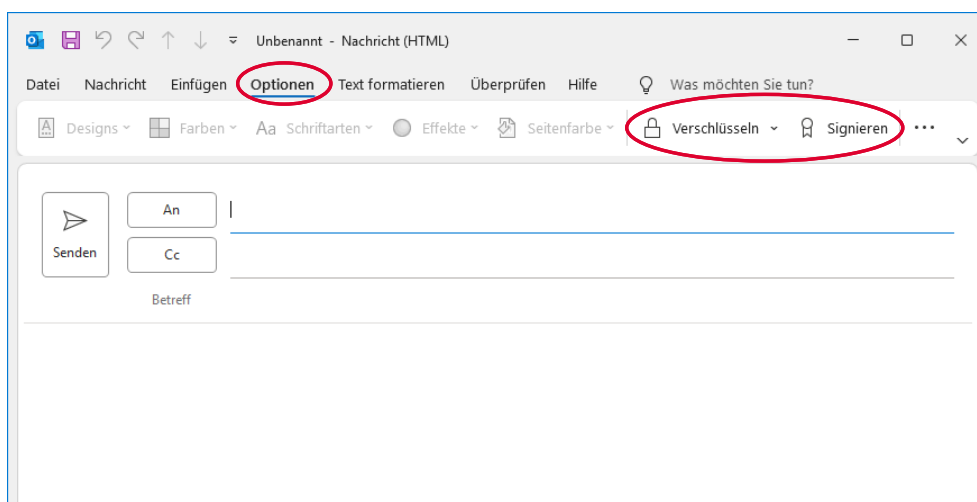 Unbenannt - Nachricht (HTML)
Datei Nachricht Einfügen Optionen Text formatieren Überprüfen Hilfe Was möchten Sie tun?
A Designs Farben Aa Schriftarten Effekte Seitenfarbe Verschlüsseln Signieren ...
An
Senden
Cc
Betreff